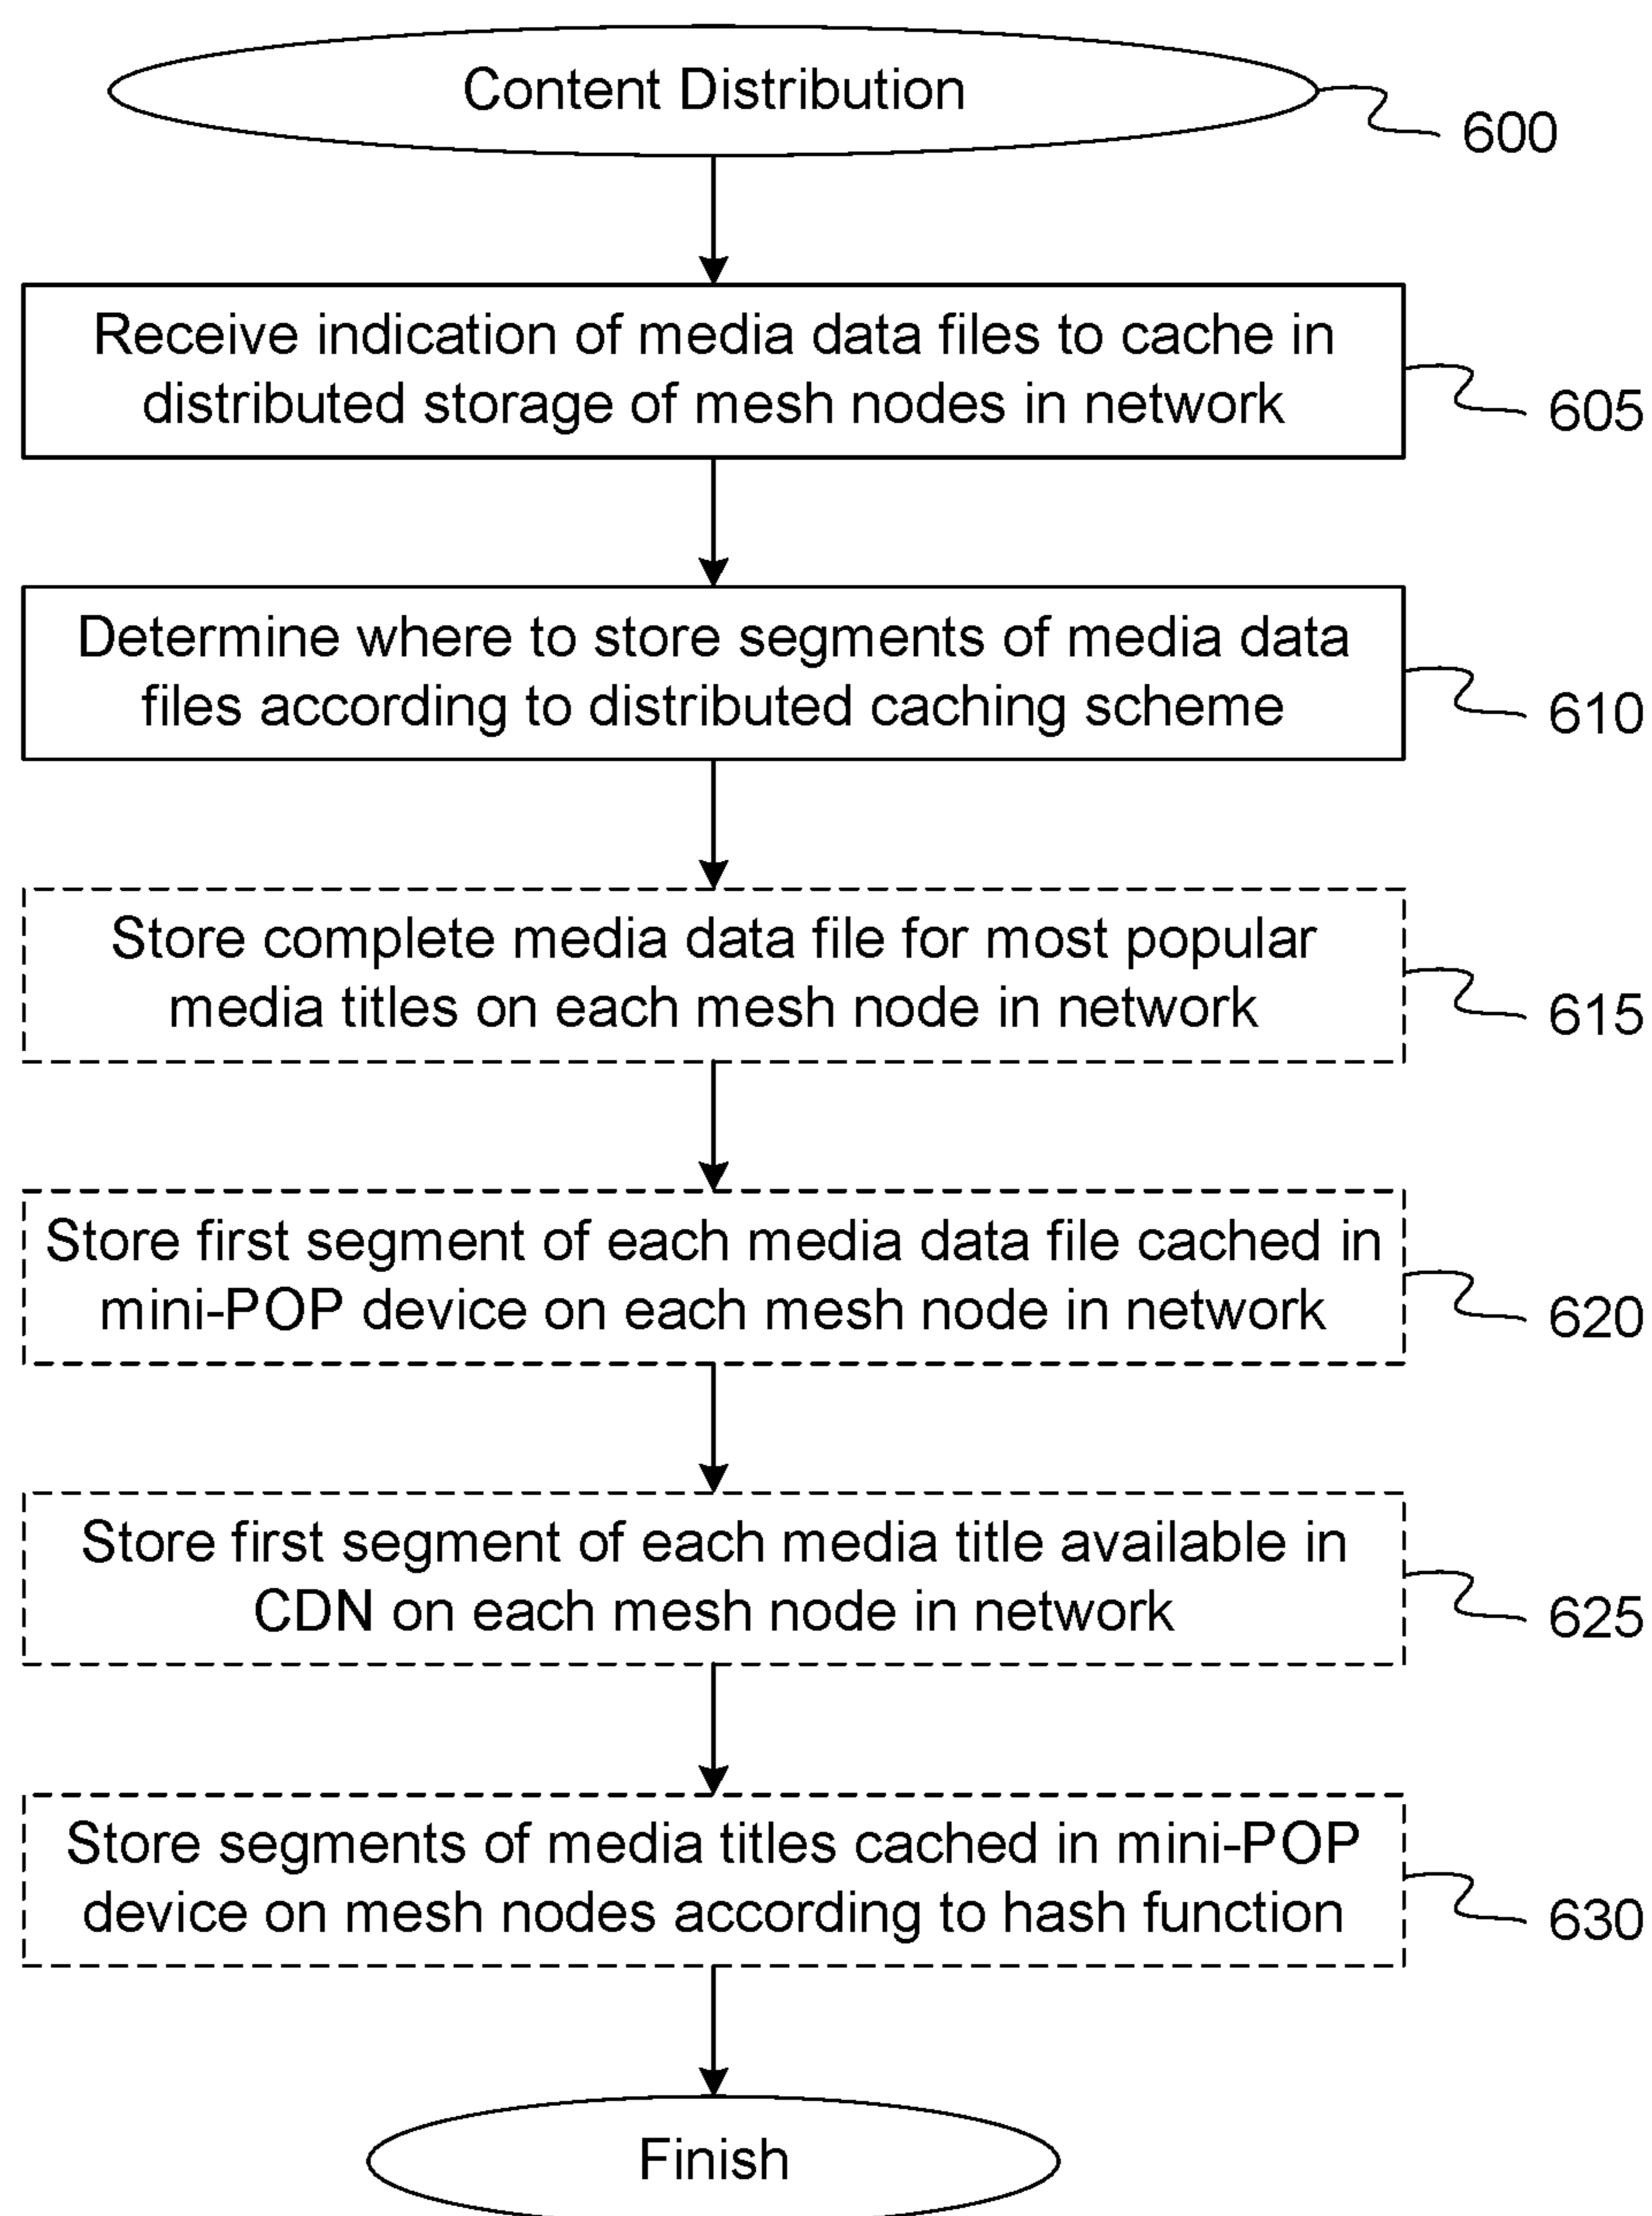 Content Distribution
600
Receive indication of media data files to cache in
distributed storage of mesh nodes in network
605
Determine where to store segments of media data
files according to distributed caching scheme
610
Store complete media data file for most popular
media titles on each mesh node in network
615
Store first segment of each media data file cached in
mini-POP device on each mesh node in network
620
Store first segment of each media title available in
CDN on each mesh node in network
625
Store segments of media titles cached in mini-POP
device on mesh nodes according to hash function
630
Finish